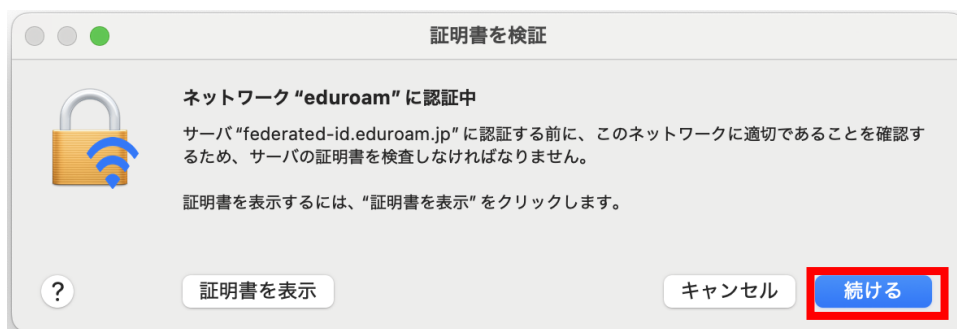 証明書を検証
ネットワーク “eduroam” に認証中
サーバ “federated-id.eduroam.jp” に認証する前に、このネットワークに適切であることを確認す
るため、サーバの証明書を検査しなければなりません。
証明書を表示するには、“証明書を表示” をクリックします。
?
証明書を表示
キャンセル
続ける